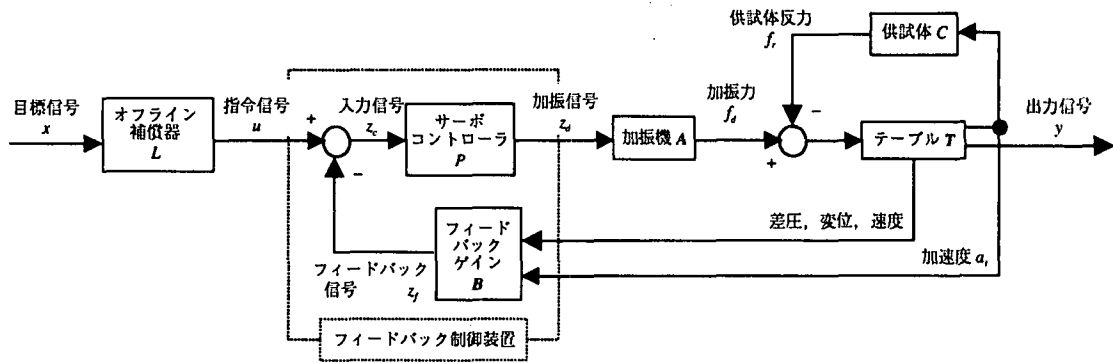 目標信号
x
オフライン
補償器
L
指令信号
u
+
−
入力信号
z_c
サーボ
コントローラ
P
加振信号
z_d
加振機 A
加振力
f_d
+
−
供試体反力
f_r
供試体 C
テーブル T
出力信号
y
差圧, 変位, 速度
加速度 a_t
フィード
バック
ゲイン
B
フィードバック
信号 z_f
フィードバック制御装置